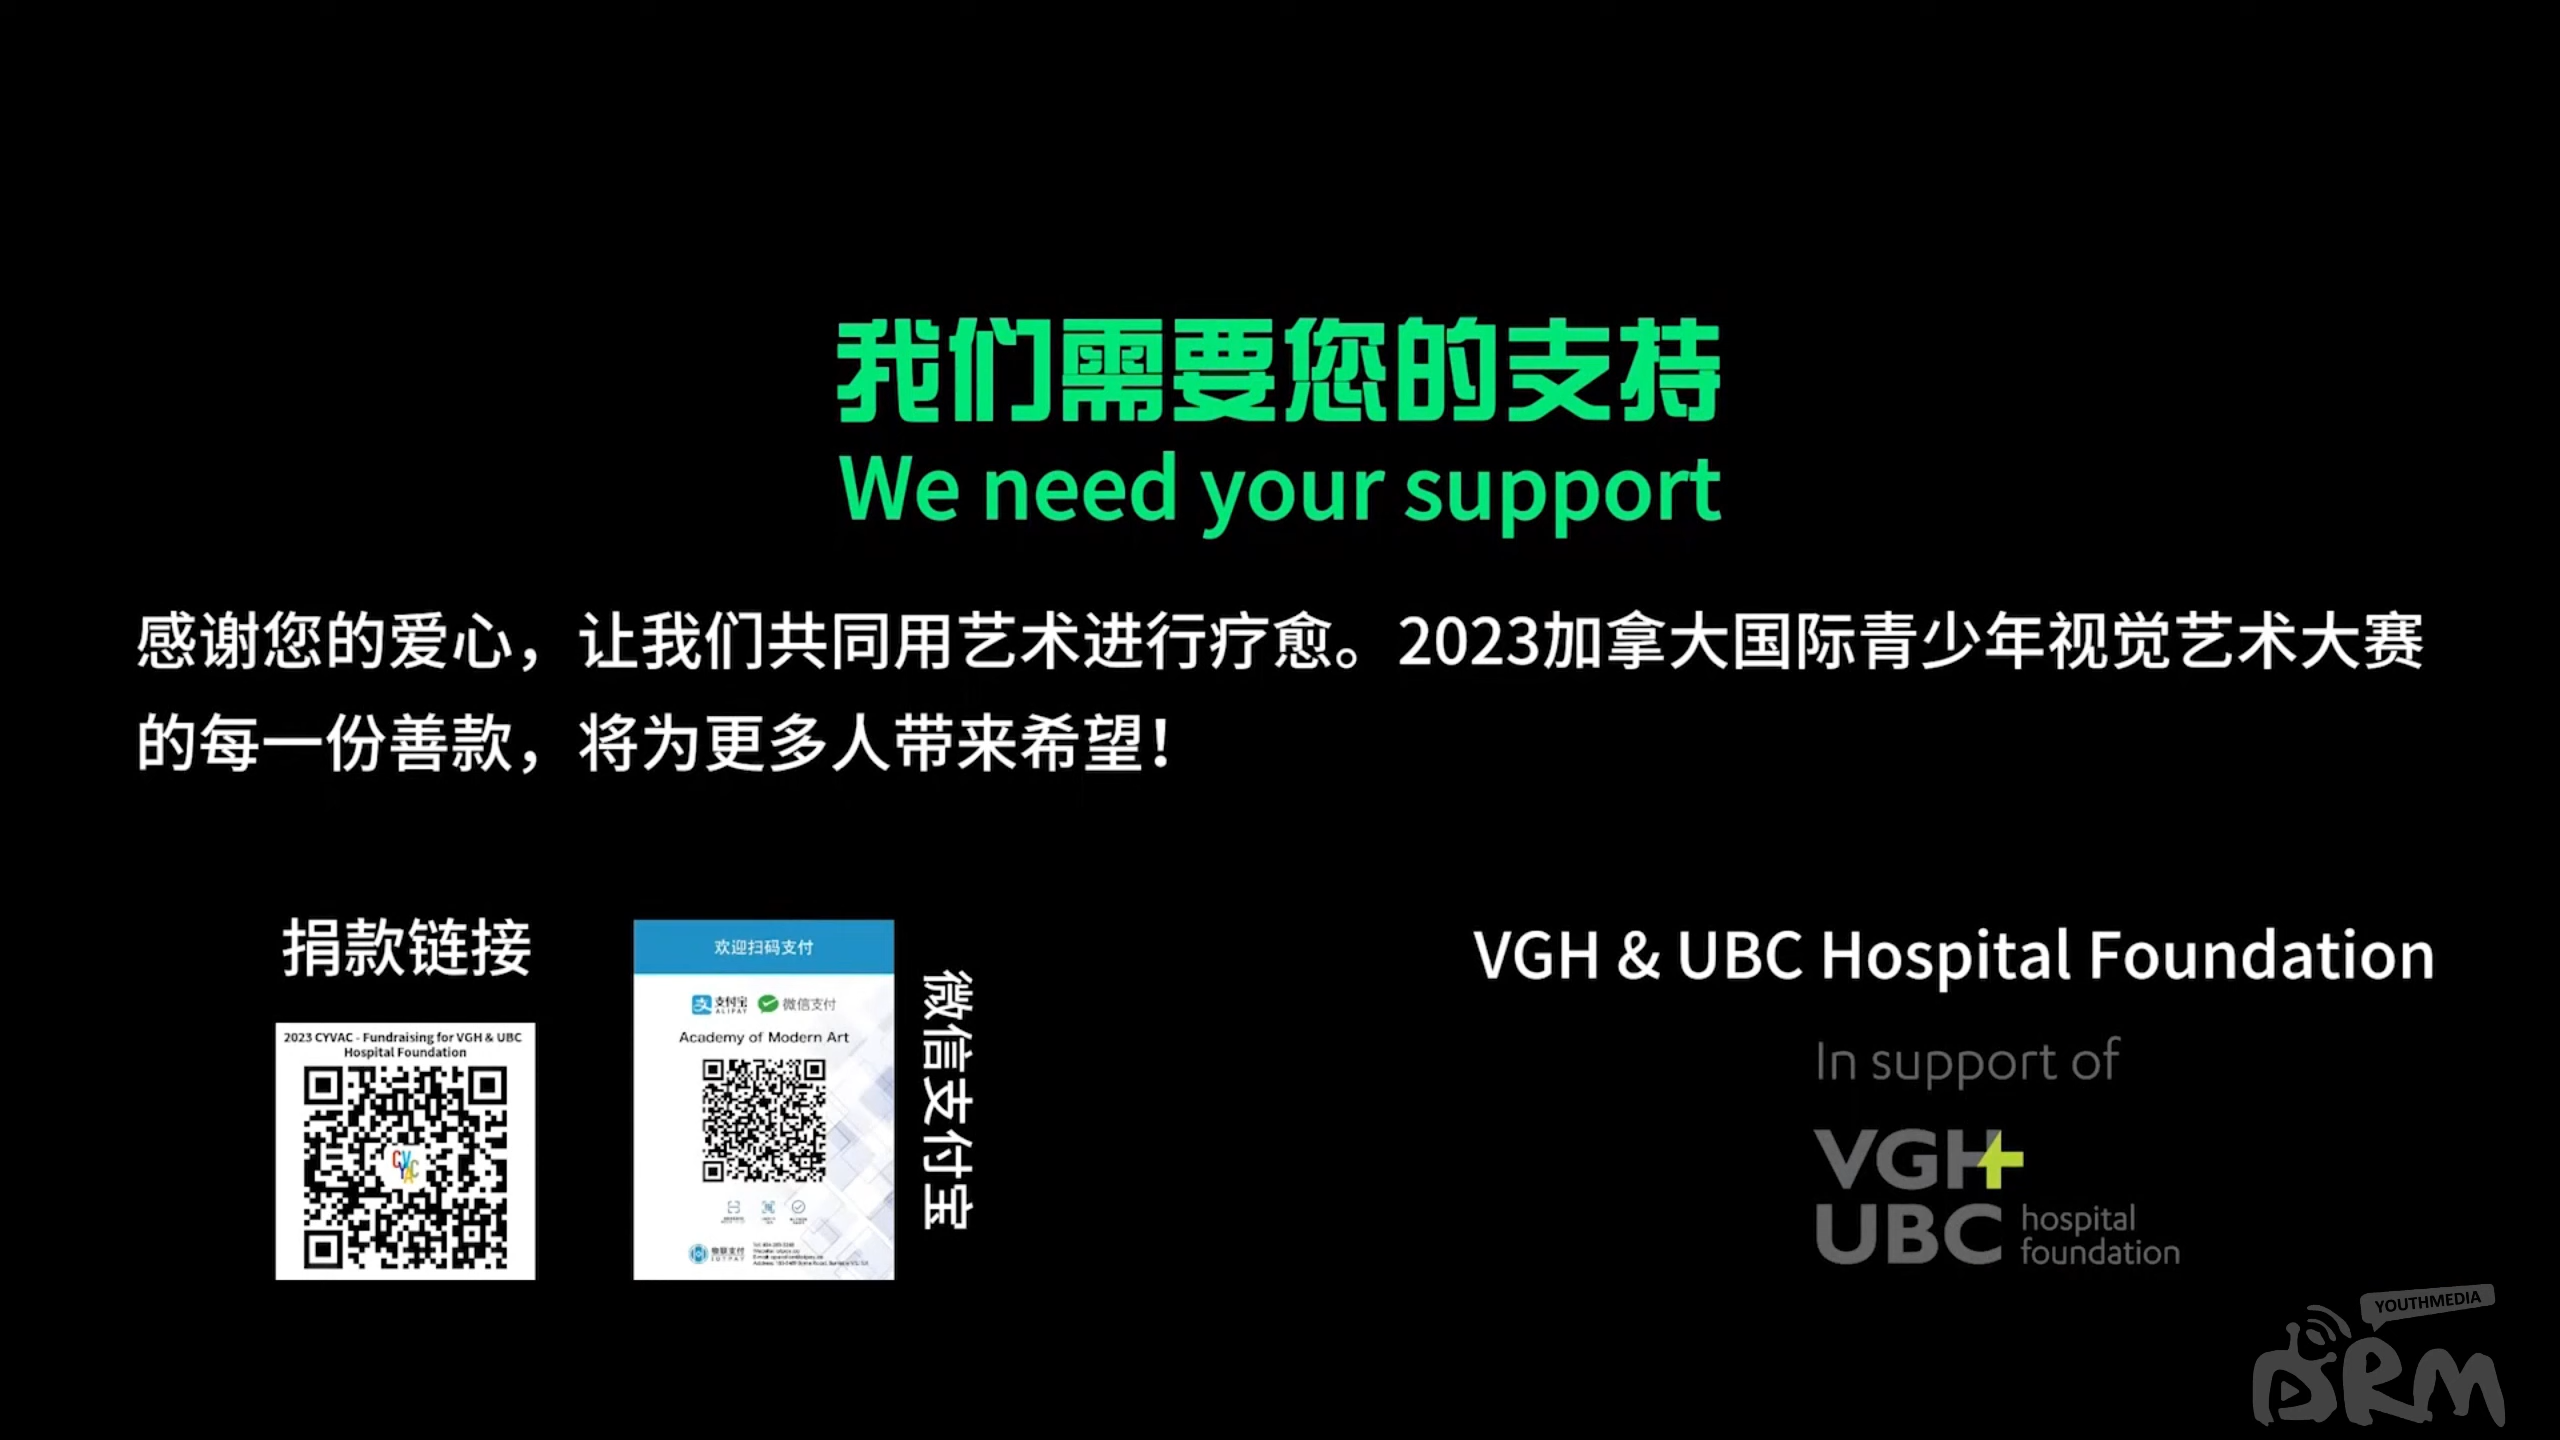 我们需要您的支持
We need your support
感谢您的爱心，让我们共同用艺术进行疗愈。2023加拿大国际青少年视觉艺术大赛
的每一份善款，将为更多人带来希望！
捐款链接
2023 CYVAC - Fundraising for VGH & UBC
Hospital Foundation
CYVAC
欢迎扫码支付
支付宝
ALIPAY
微信支付
Academy of Modern Art
微信支付宝
VGH & UBC Hospital Foundation
In support of
VGH+
UBC hospital
foundation
YOUTHMEDIA
DRM